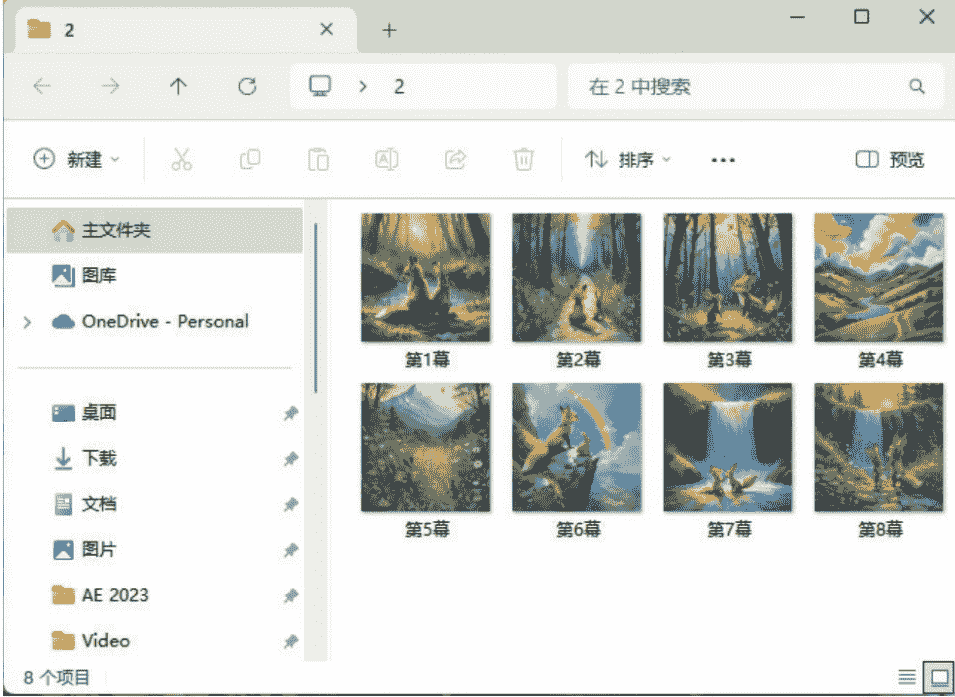 2
2
在 2 中搜索
新建
排序
预览
主文件夹
图库
OneDrive - Personal
桌面
下载
文档
图片
AE 2023
Video
第1幕
第2幕
第3幕
第4幕
第5幕
第6幕
第7幕
第8幕
8 个项目